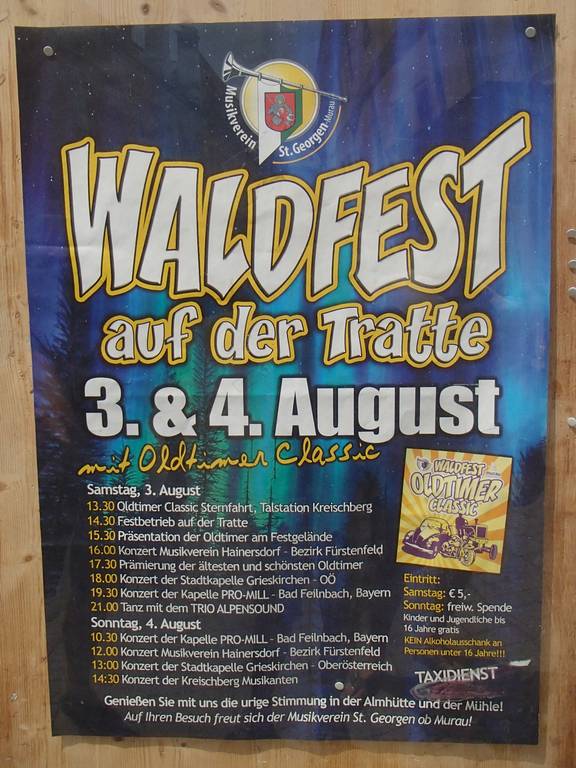 Musikverein St.Georgen ob Murau
WALDFEST
auf der Tratte
3. & 4. August
mit Oldtimer Classic
WALDFEST
OLDTIMER
CLASSIC
Samstag, 3. August
13.30 Oldtimer Classic Sternfahrt, Talstation Kreischberg
14.30 Festbetrieb auf der Tratte
15.30 Präsentation der Oldtimer am Festgelände
16.00 Konzert Musikverein Hainersdorf - Bezirk Fürstenfeld
17.30 Prämierung der ältesten und schönsten Oldtimer
18.00 Konzert der Stadtkapelle Grieskirchen - OÖ
19.30 Konzert der Kapelle PRO-MILL - Bad Feilnbach, Bayern
21.00 Tanz mit dem TRIO ALPENSOUND
Sonntag, 4. August
10.30 Konzert der Kapelle PRO-MILL - Bad Feilnbach, Bayern
12.00 Konzert Musikverein Hainersdorf - Bezirk Fürstenfeld
13:00 Konzert der Stadtkapelle Grieskirchen - Oberösterreich
14:30 Konzert der Kreischberg Musikanten
Eintritt:
Samstag: € 5,-
Sonntag: freiw. Spende
Kinder und Jugendliche bis
16 Jahre gratis
KEIN Alkoholausschank an
Personen unter 16 Jahre!!!
TAXIDIENST
Genießen Sie mit uns die urige Stimmung in der Almhütte und der Mühle!
Auf Ihren Besuch freut sich der Musikverein St. Georgen ob Murau!